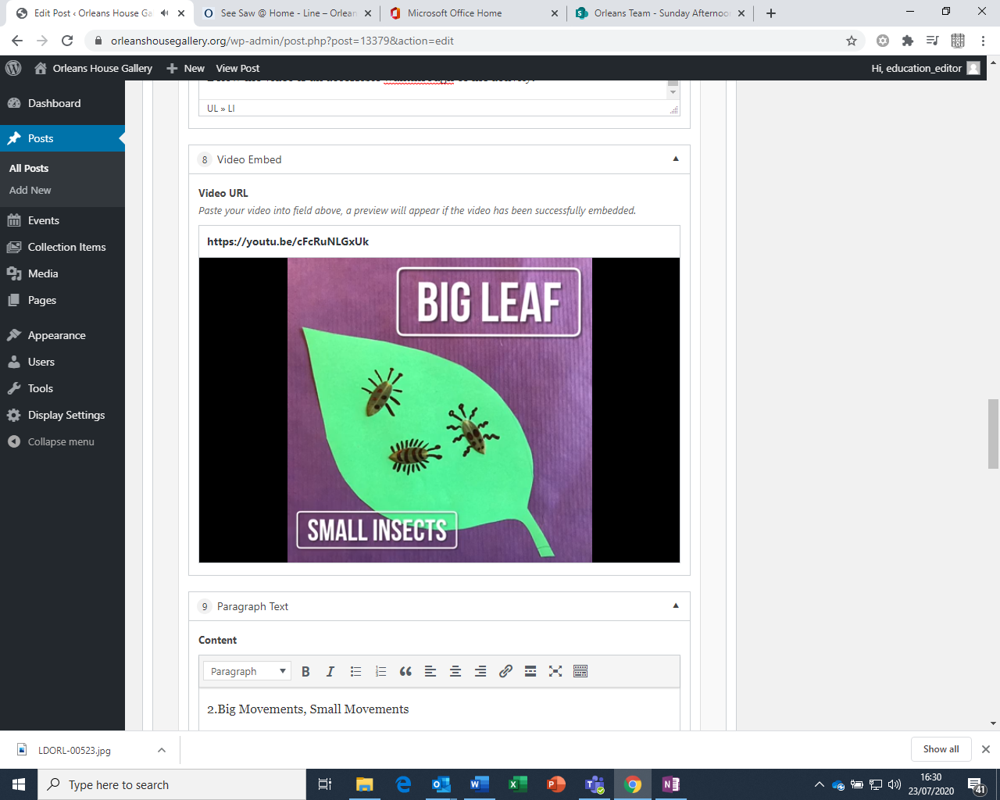 Edit Post ‹ Orleans House Ga
See Saw @ Home - Line – Orlean
Microsoft Office Home
Orleans Team - Sunday Afternoo
orleanshousegallery.org/wp-admin/post.php?post=13379&action=edit
Orleans House Gallery
New
View Post
Hi, education_editor
Dashboard
Posts
All Posts
Add New
Events
Collection Items
Media
Pages
Appearance
Users
Tools
Display Settings
Collapse menu
UL » LI
8 Video Embed
Video URL
Paste your video into field above, a preview will appear if the video has been successfully embedded.
https://youtu.be/cFcRuNLGxUk
BIG LEAF
SMALL INSECTS
9 Paragraph Text
Content
Paragraph
B I
2.Big Movements, Small Movements
LDORL-00523.jpg
Show all
Type here to search
16:30
23/07/2020
41